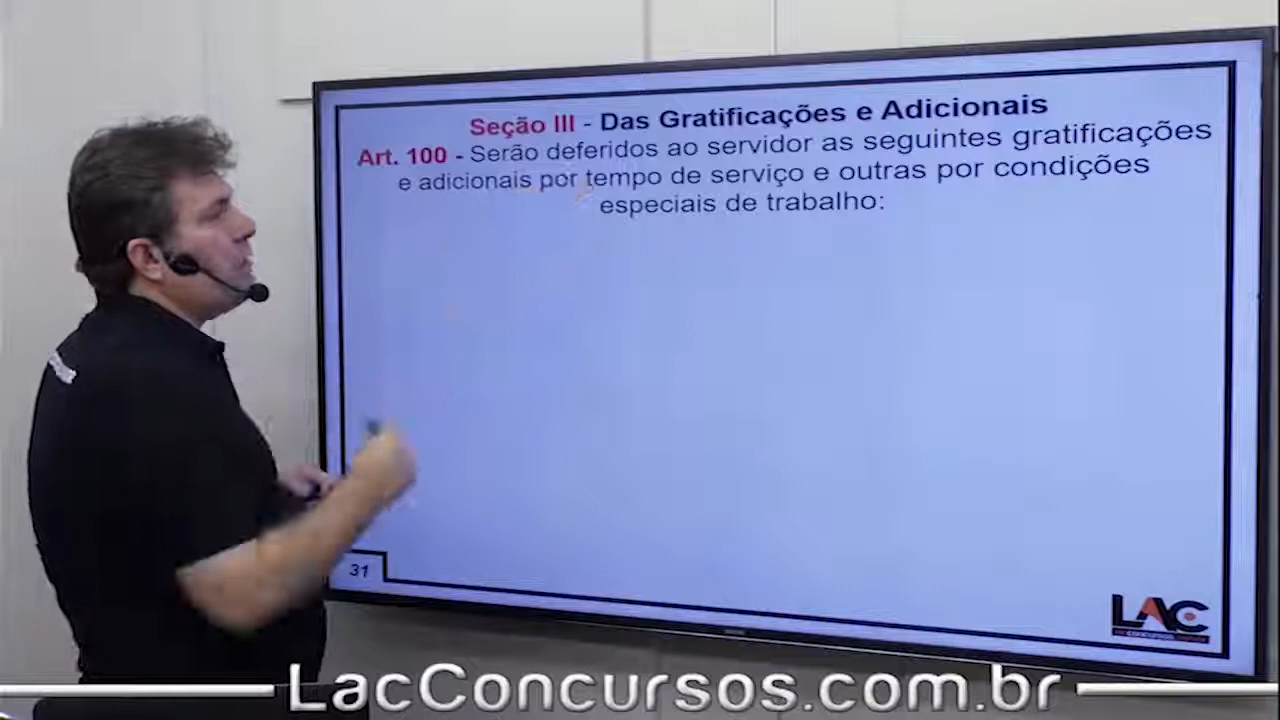 Seção III - Das Gratificações e Adicionais
Art. 100 - Serão deferidos ao servidor as seguintes gratificações
e adicionais por tempo de serviço e outras por condições
especiais de trabalho:
31
LAC
LacConcursos.com.br